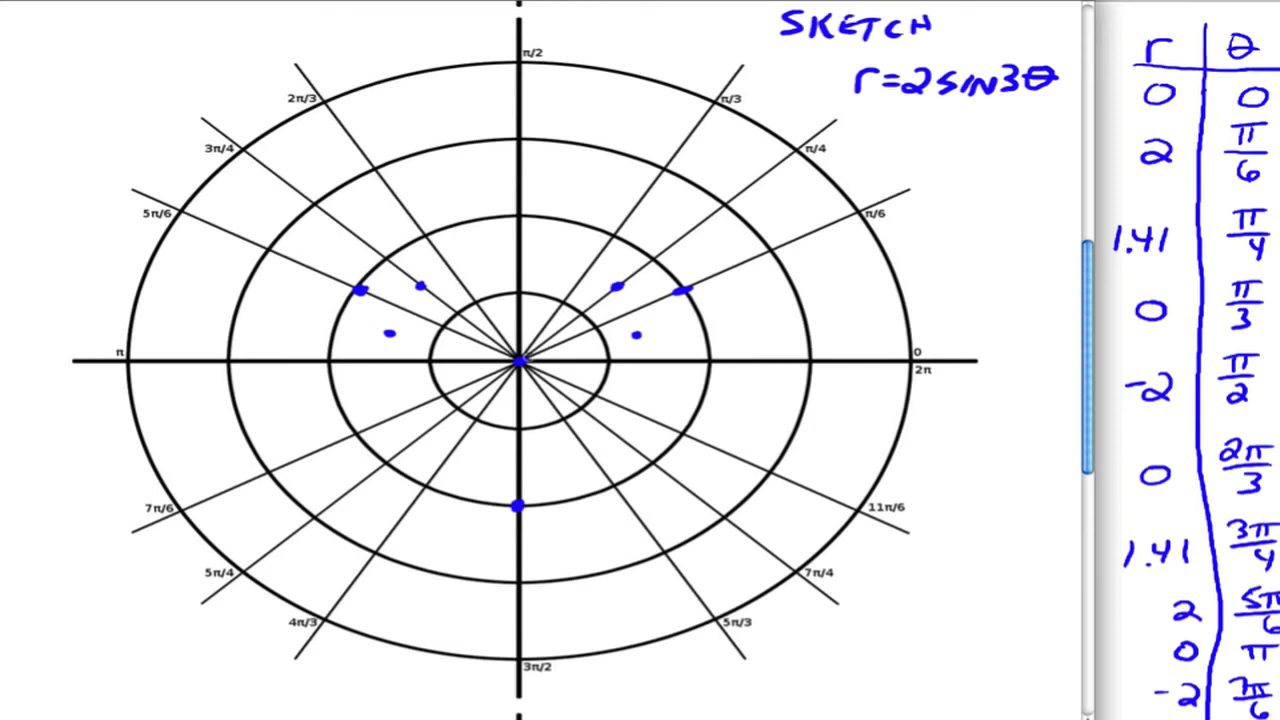 SKETCH
r=2SIN3θ
π/2
2π/3
π/3
3π/4
π/4
5π/6
π/6
π
0
2π
7π/6
11π/6
5π/4
7π/4
4π/3
5π/3
3π/2
r θ
0 0
2 π/6
1.41 π/4
0 π/3
-2 π/2
0 2π/3
1.41 3π/4
2 5π/6
0 π
-2 7π/6